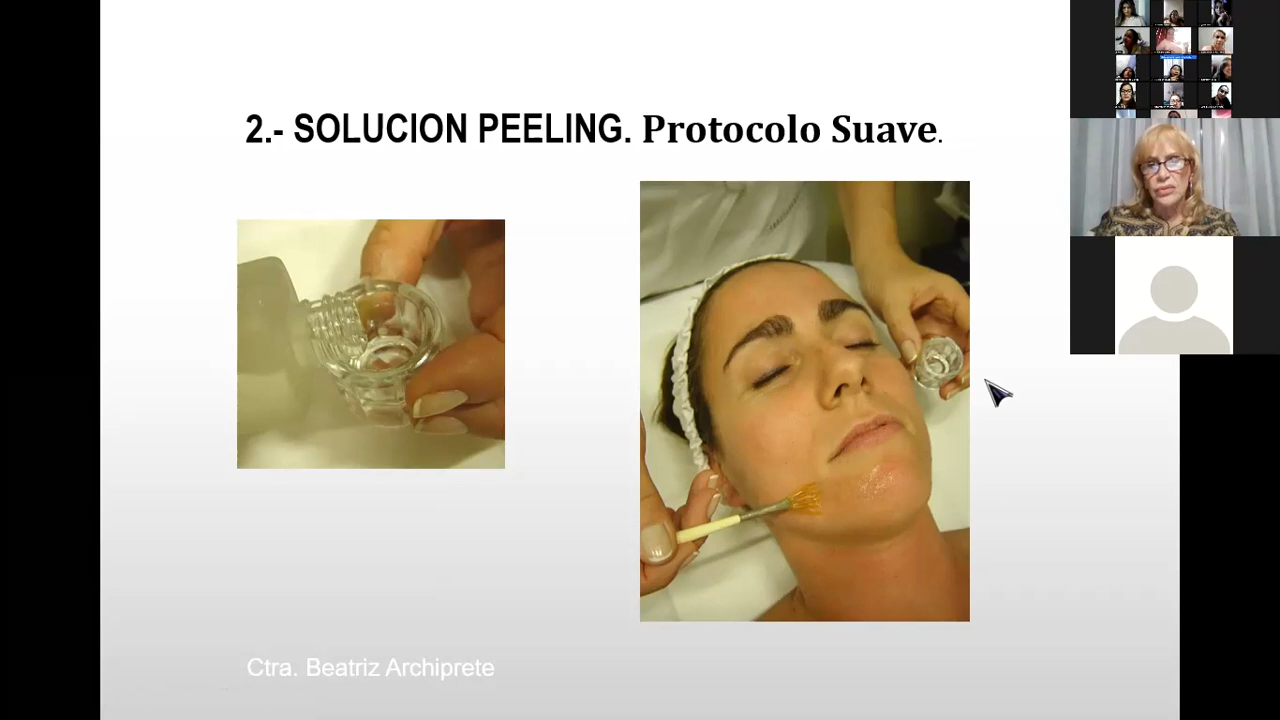 2.- SOLUCION PEELING. Protocolo Suave.
Ctra. Beatriz Archiprete